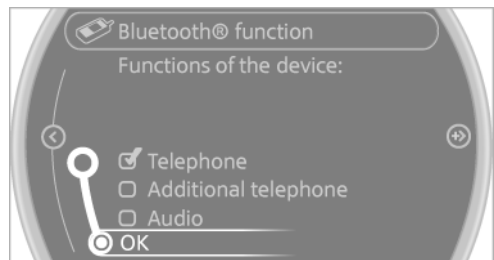 Bluetooth® function
Functions of the device:
Telephone
Additional telephone
Audio
OK